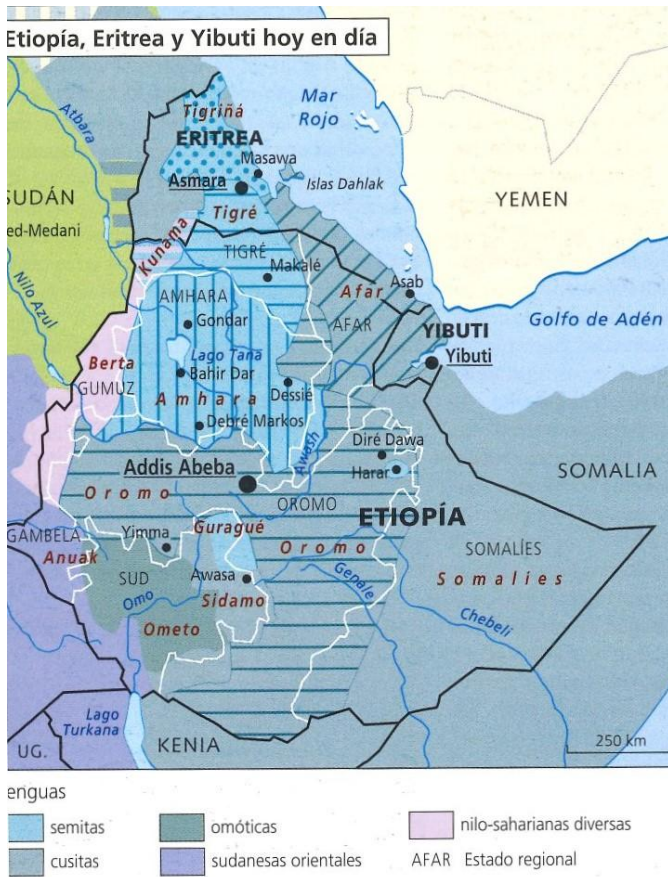 Etiopía, Eritrea y Yibuti hoy en día
Atbara
Tigriñá
Mar
Rojo
ERITREA
Masawa
Asmara
Islas Dahlak
SUDÁN
ed-Medani
YEMEN
Tigré
Kunama
TIGRÉ
Makalé
Nilo Azul
AMHARA
Afar
Asab
Gondar
AFAR
YIBUTI
Golfo de Adén
Lago Tana
Yibuti
Berta
Bahir Dar
GUMUZ
Amhara
Dessié
Debré Markos
Awash
Diré Dawa
Addis Abeba
Harar
SOMALIA
Oromo
OROMO
ETIOPÍA
GAMBELA
Yimma
Guragué
Anuak
Oromo
SOMALÍES
SUD
Awasa
Somalies
Omo
Sidamo
Genale
Chebeli
Ometo
Lago
Turkana
KENIA
UG.
250 km
enguas
semitas
omóticas
nilo-saharianas diversas
cusitas
sudanesas orientales
AFAR Estado regional